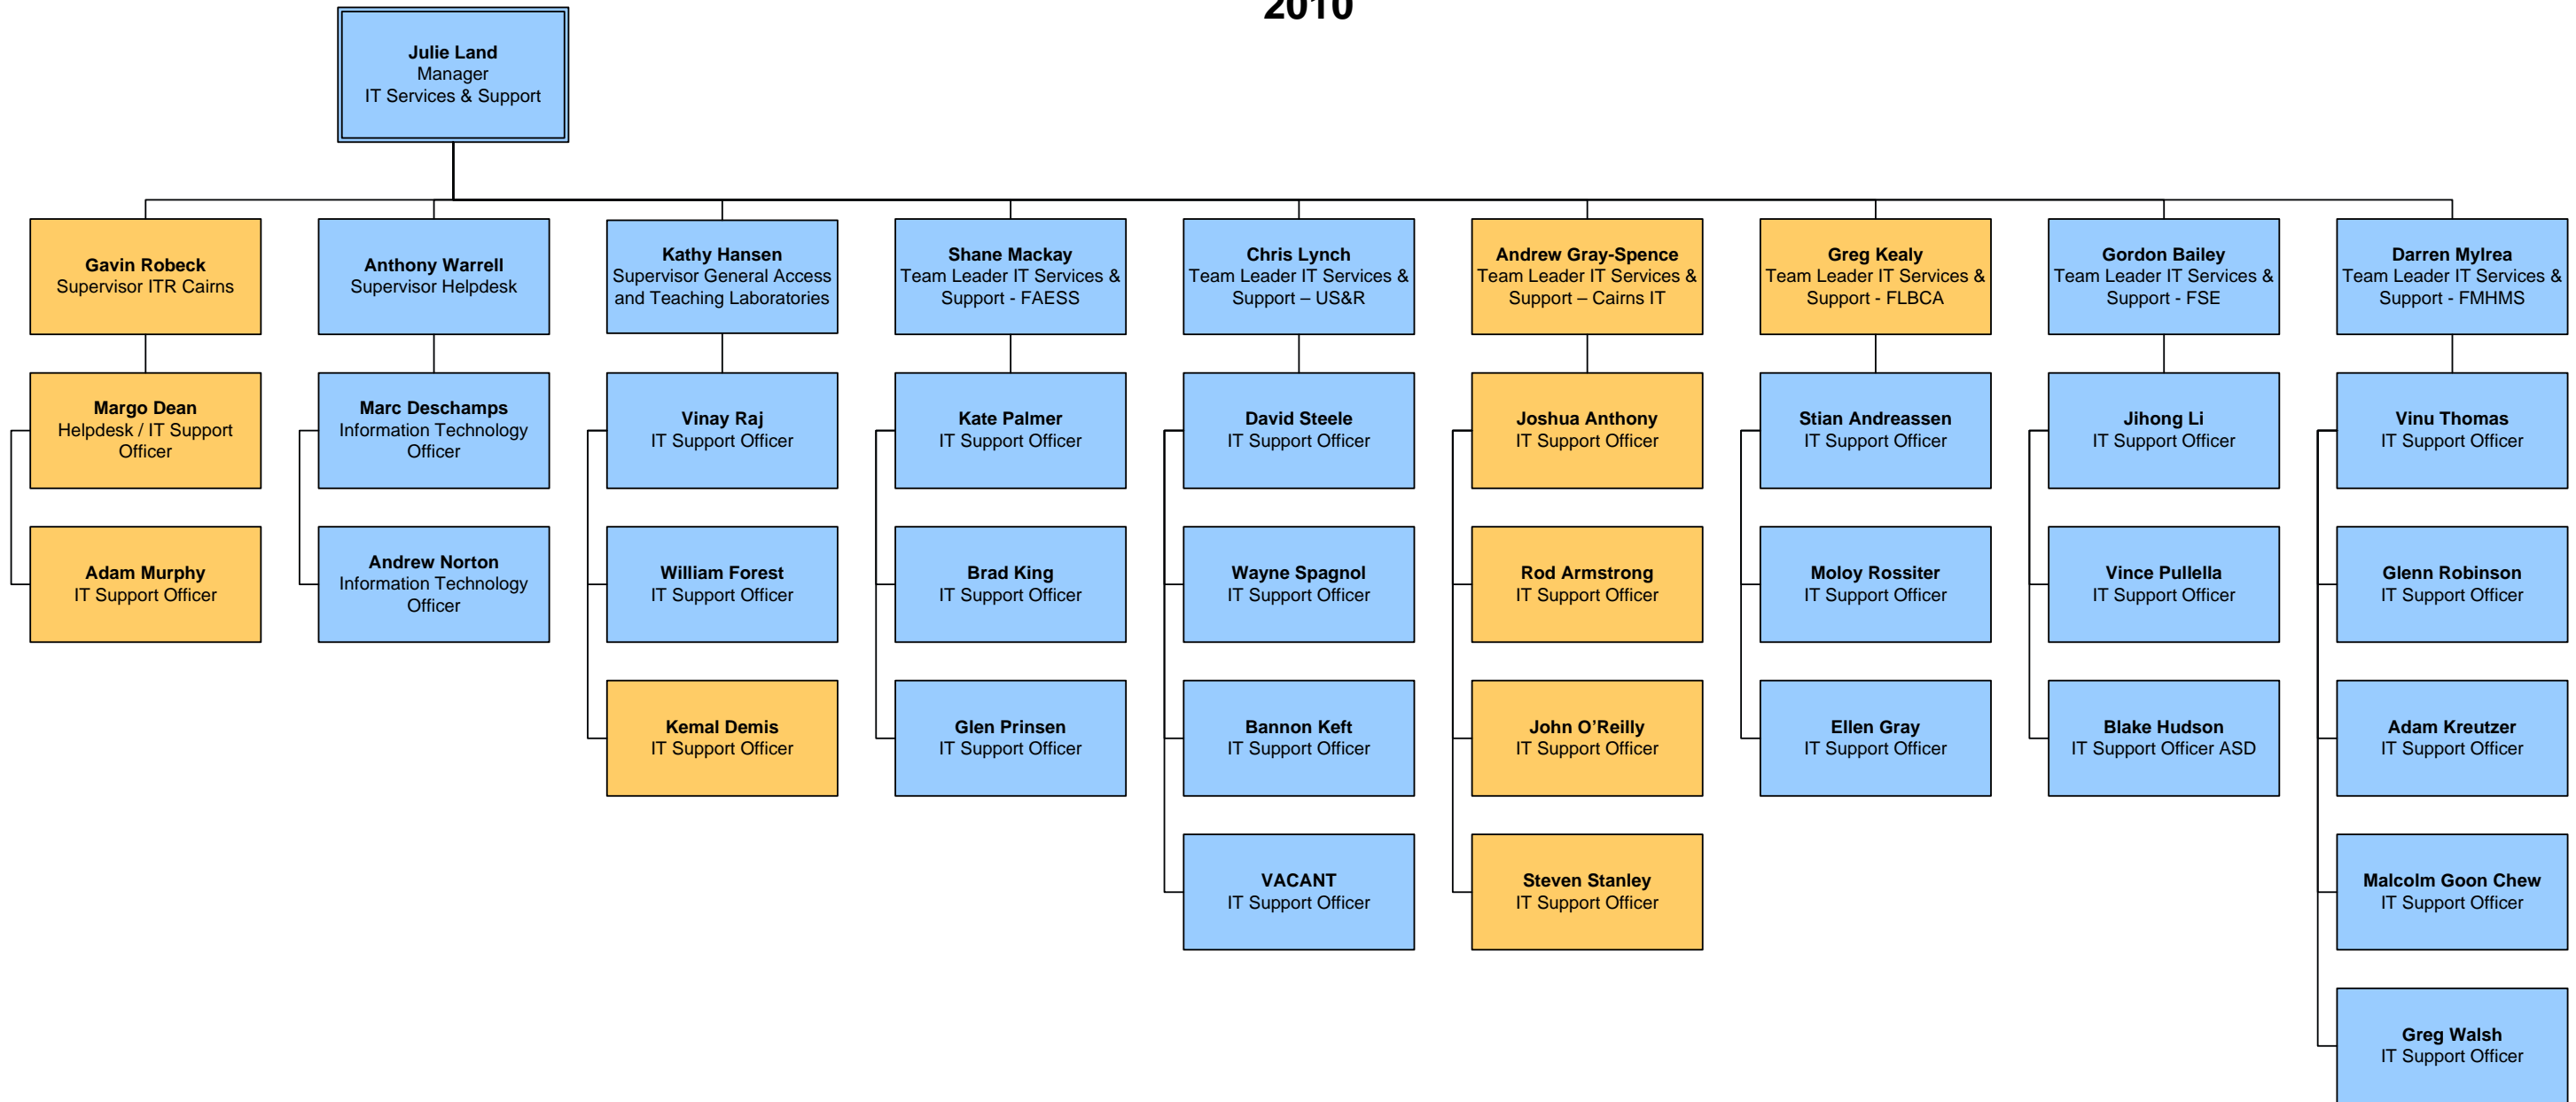 2010
Julie Land
Manager
IT Services & Support
Gavin Robeck
Supervisor ITR Cairns
Anthony Warrell
Supervisor Helpdesk
Kathy Hansen
Supervisor General Access
and Teaching Laboratories
Shane Mackay
Team Leader IT Services &
Support - FAESS
Chris Lynch
Team Leader IT Services &
Support – US&R
Andrew Gray-Spence
Team Leader IT Services &
Support – Cairns IT
Greg Kealy
Team Leader IT Services &
Support - FLBCA
Gordon Bailey
Team Leader IT Services &
Support - FSE
Darren Mylrea
Team Leader IT Services &
Support - FMHMS
Margo Dean
Helpdesk / IT Support
Officer
Marc Deschamps
Information Technology
Officer
Vinay Raj
IT Support Officer
Kate Palmer
IT Support Officer
David Steele
IT Support Officer
Joshua Anthony
IT Support Officer
Stian Andreassen
IT Support Officer
Jihong Li
IT Support Officer
Vinu Thomas
IT Support Officer
Adam Murphy
IT Support Officer
Andrew Norton
Information Technology
Officer
William Forest
IT Support Officer
Brad King
IT Support Officer
Wayne Spagnol
IT Support Officer
Rod Armstrong
IT Support Officer
Moloy Rossiter
IT Support Officer
Vince Pullella
IT Support Officer
Glenn Robinson
IT Support Officer
Kemal Demis
IT Support Officer
Glen Prinsen
IT Support Officer
Bannon Keft
IT Support Officer
John O’Reilly
IT Support Officer
Ellen Gray
IT Support Officer
Blake Hudson
IT Support Officer ASD
Adam Kreutzer
IT Support Officer
VACANT
IT Support Officer
Steven Stanley
IT Support Officer
Malcolm Goon Chew
IT Support Officer
Greg Walsh
IT Support Officer